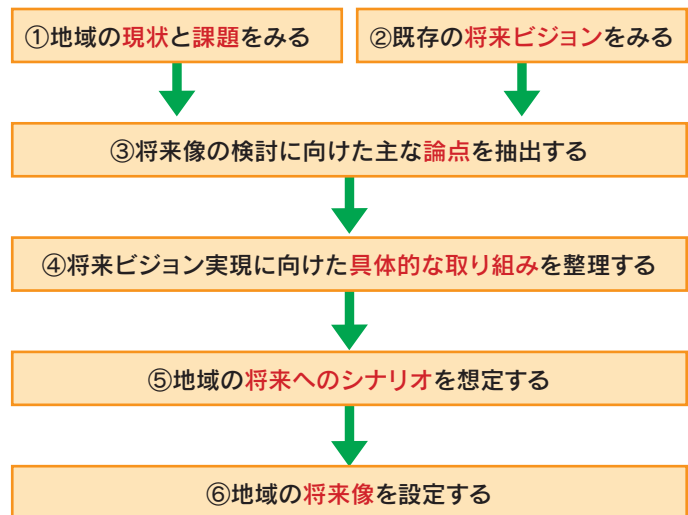 ①地域の現状と課題をみる
②既存の将来ビジョンをみる
③将来像の検討に向けた主な論点を抽出する
④将来ビジョン実現に向けた具体的な取り組みを整理する
⑤地域の将来へのシナリオを想定する
⑥地域の将来像を設定する